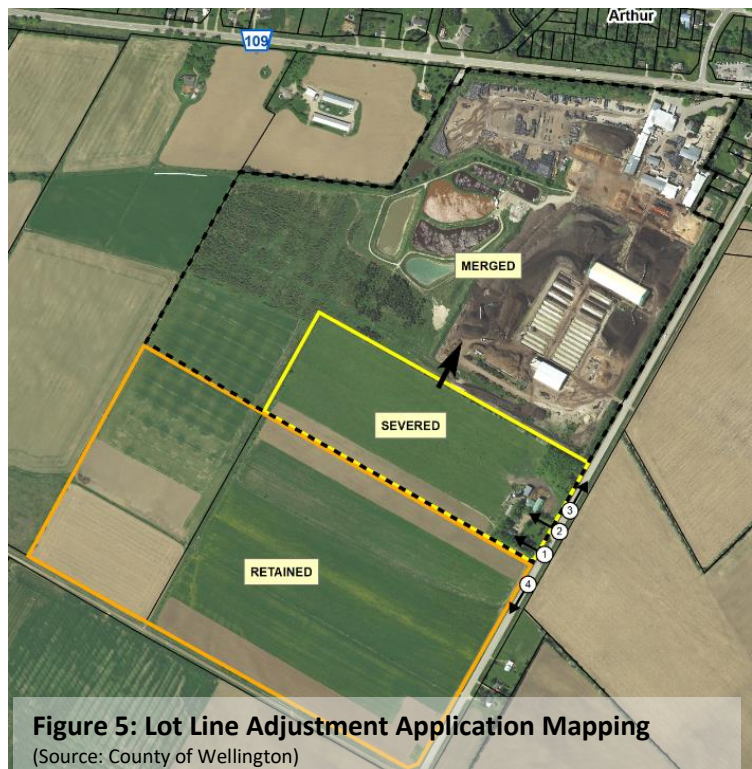 Arthur
109
MERGED
SEVERED
3
2
1
4
RETAINED
Figure 5: Lot Line Adjustment Application Mapping
(Source: County of Wellington)